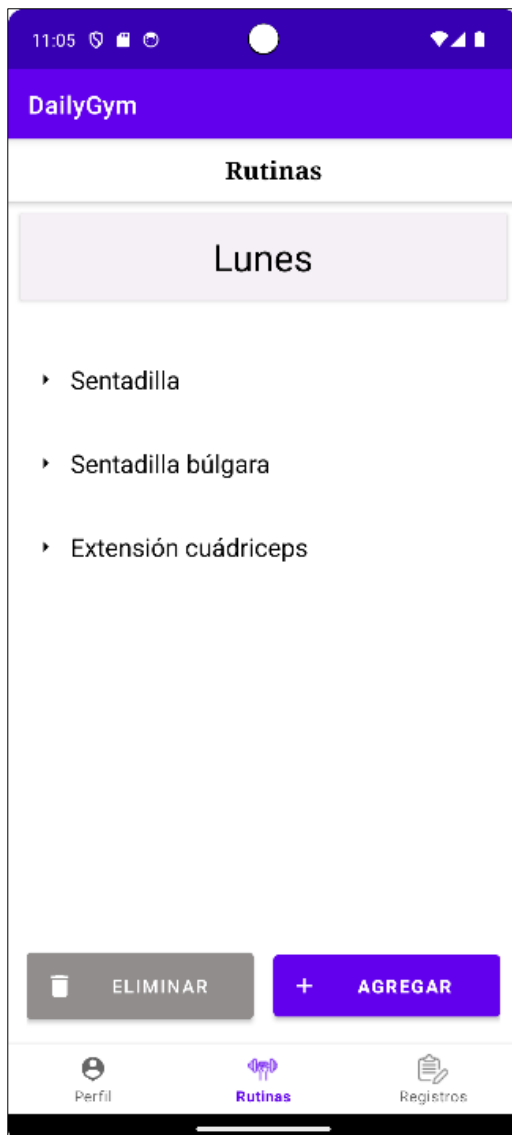 11:05
DailyGym
Rutinas
Lunes
Sentadilla
Sentadilla búlgara
Extensión cuádriceps
ELIMINAR
+ AGREGAR
Perfil
Rutinas
Registros